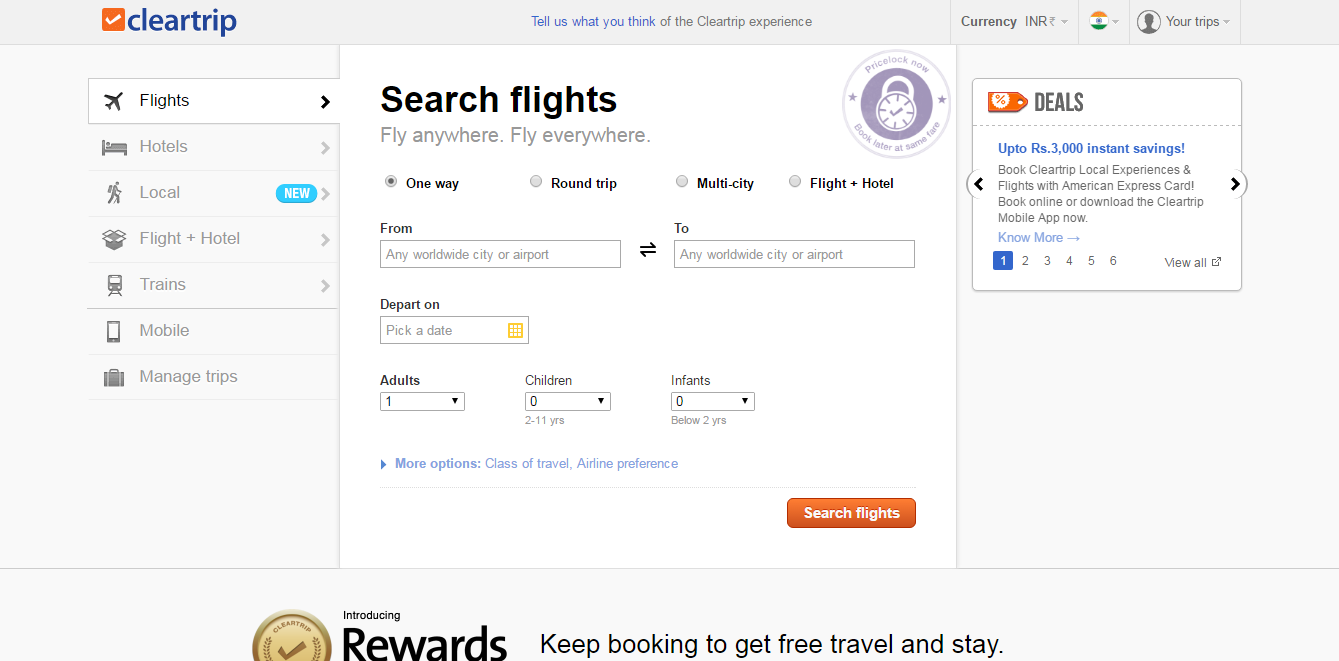 cleartrip
Tell us what you think of the Cleartrip experience
Currency INR₹
Your trips
Flights
Hotels
Local NEW
Flight + Hotel
Trains
Mobile
Manage trips
Search flights
Fly anywhere. Fly everywhere.
Pricelock now
Book later at same fare
One way Round trip Multi-city Flight + Hotel
From To
Any worldwide city or airport Any worldwide city or airport
Depart on
Pick a date
Adults Children Infants
1 0 0
2-11 yrs Below 2 yrs
More options: Class of travel, Airline preference
Search flights
% DEALS
Upto Rs.3,000 instant savings!
Book Cleartrip Local Experiences &
Flights with American Express Card!
Book online or download the Cleartrip
Mobile App now.
Know More →
1 2 3 4 5 6 View all
CLEARTRIP
Introducing
Rewards
Keep booking to get free travel and stay.